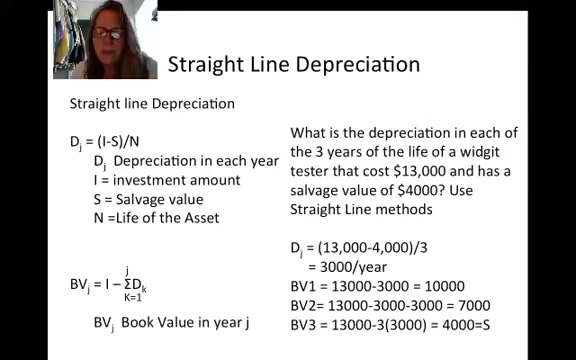 Straight Line Depreciation
Straight line Depreciation
Dj = (I-S)/N
Dj Depreciation in each year
I = investment amount
S = Salvage value
N =Life of the Asset
j
BVj = I – ΣDk
K=1
BVj Book Value in year j
What is the depreciation in each of
the 3 years of the life of a widgit
tester that cost $13,000 and has a
salvage value of $4000? Use
Straight Line methods
Dj = (13,000-4,000)/3
= 3000/year
BV1 = 13000-3000 = 10000
BV2= 13000-3000-3000 = 7000
BV3 = 13000-3(3000) = 4000=S